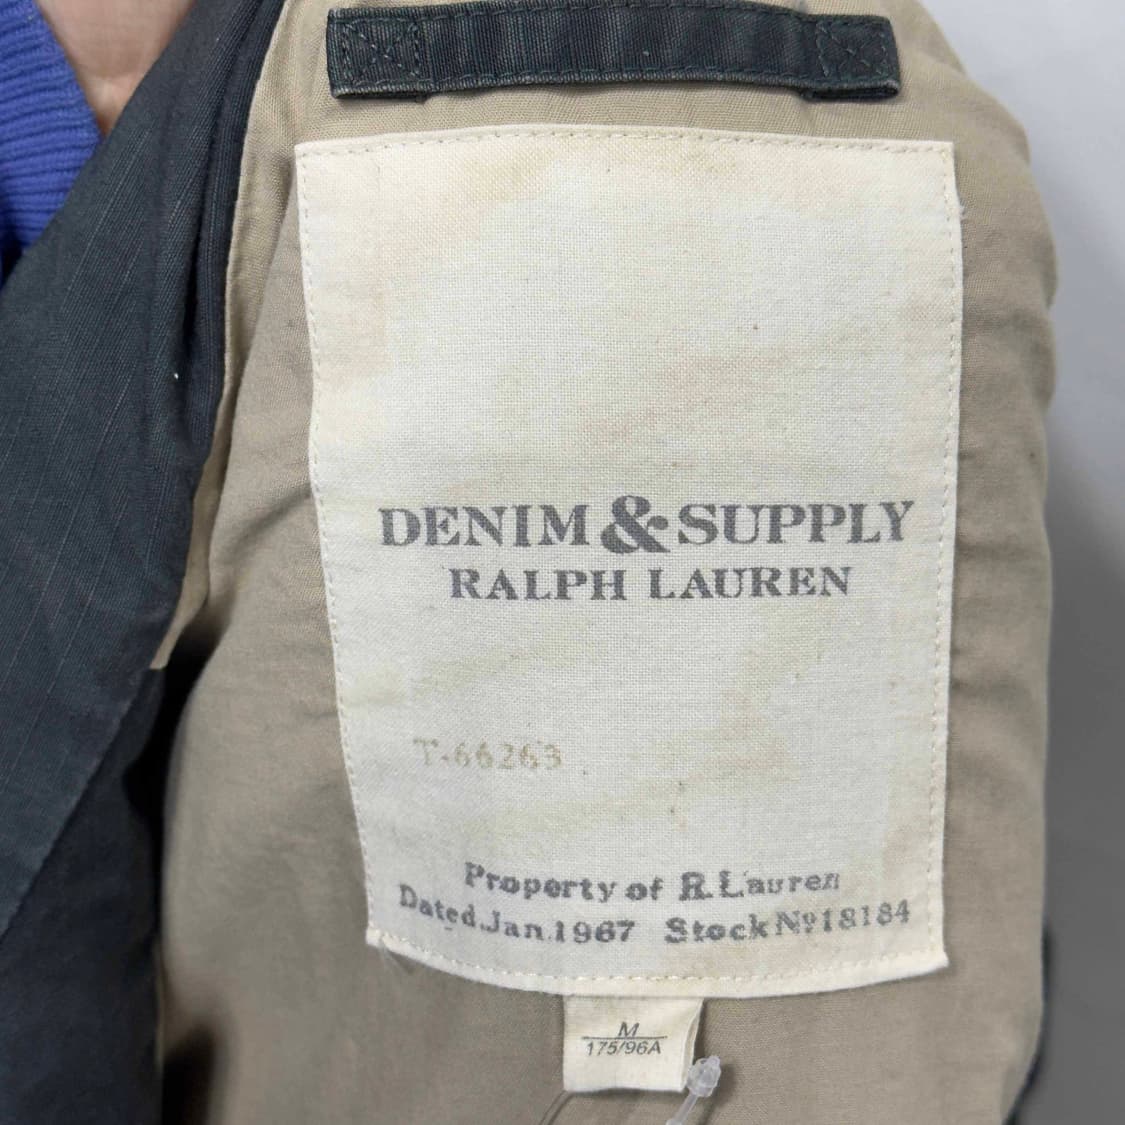 DENIM & SUPPLY
RALPH LAUREN
T-66263
Property of R. Lauren
Dated.Jan.1967 Stock Nº18184
M
175/96A